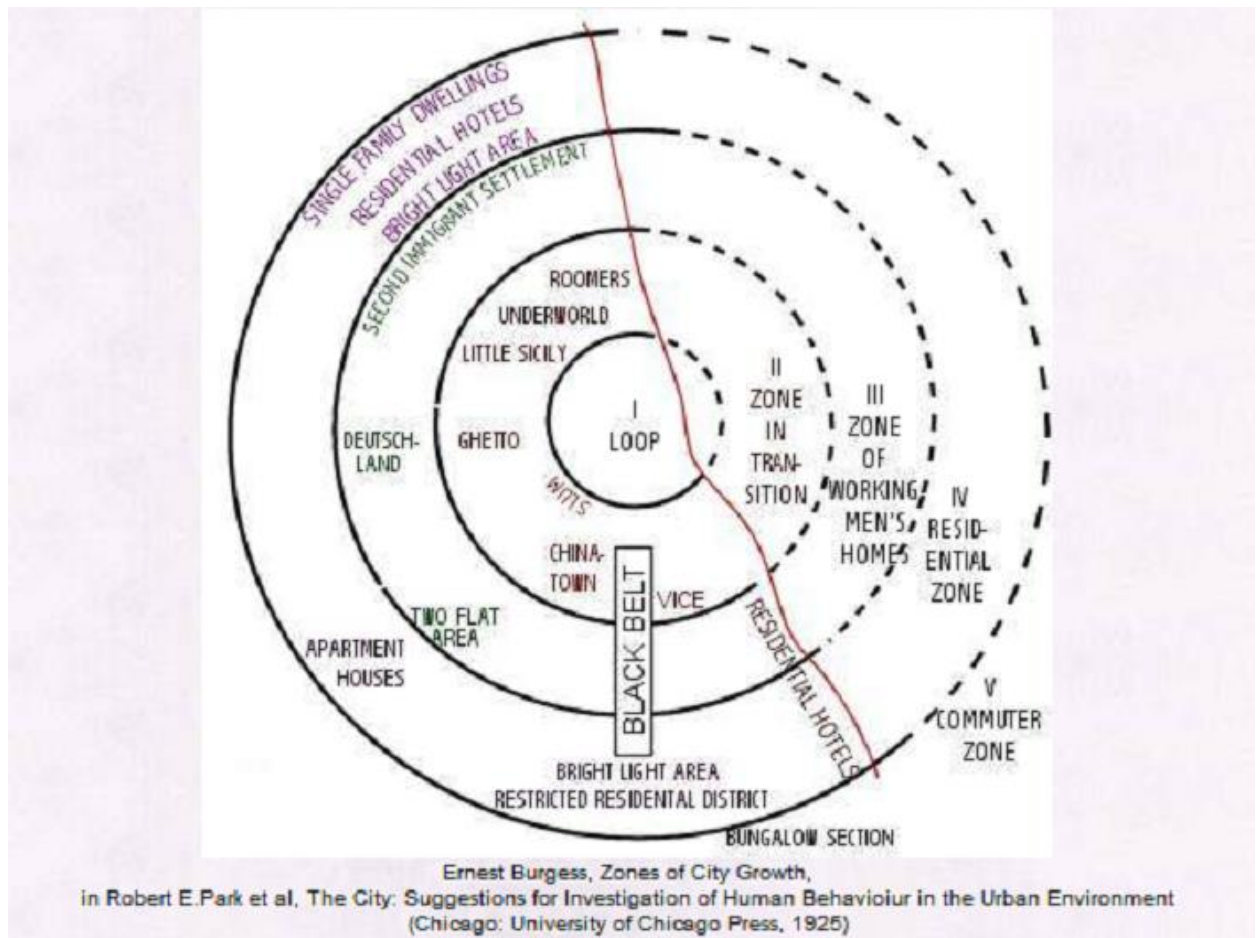 SINGLE FAMILY DWELLINGS
RESIDENTIAL HOTELS
BRIGHT LIGHT AREA
SECOND IMMIGRANT SETTLEMENT
ROOMERS
UNDERWORLD
LITTLE SICILY
I
LOOP
II
ZONE
IN
TRAN-
SITION
III
ZONE
OF
WORKING
MEN'S
HOMES
IV
RESID-
ENTIAL
ZONE
V
COMMUTER
ZONE
DEUTSCH-
LAND
GHETTO
SLUM
CHINA-
TOWN
VICE
BLACK BELT
TWO FLAT
AREA
APARTMENT
HOUSES
RESIDENTIAL HOTELS
BRIGHT LIGHT AREA
RESTRICTED RESIDENTAL DISTRICT
BUNGALOW SECTION
Ernest Burgess, Zones of City Growth,
in Robert E.Park et al, The City: Suggestions for Investigation of Human Behavioiur in the Urban Environment
(Chicago: University of Chicago Press, 1925)